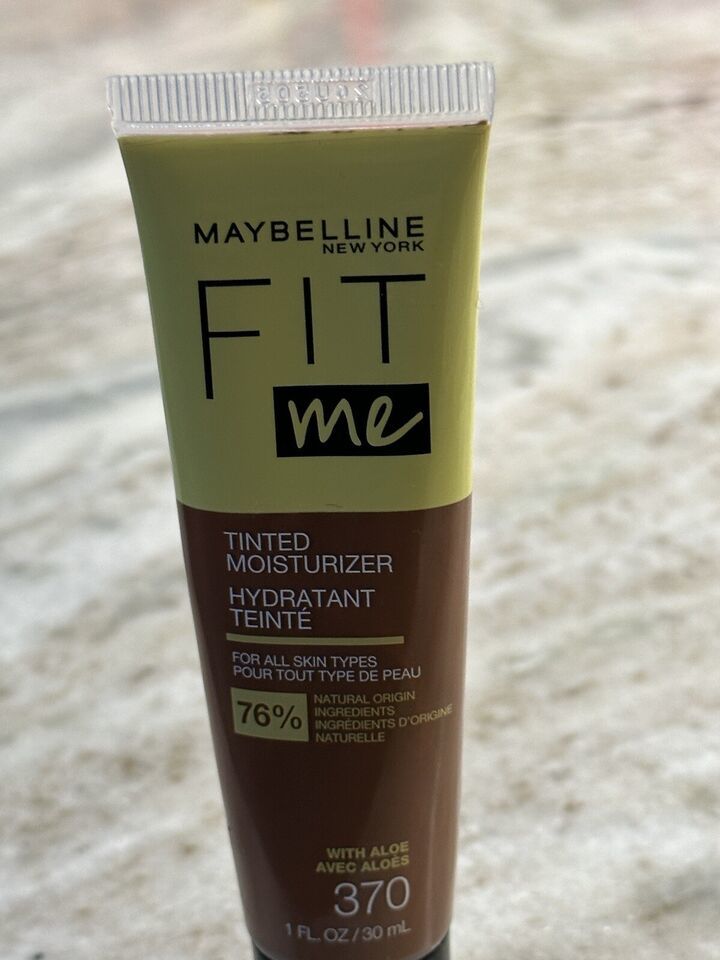 MAYBELLINE
NEW YORK
FIT
me
TINTED
MOISTURIZER
HYDRATANT
TEINTÉ
FOR ALL SKIN TYPES
POUR TOUT TYPE DE PEAU
76%
NATURAL ORIGIN
INGREDIENTS
INGRÉDIENTS D'ORIGINE
NATURELLE
WITH ALOE
AVEC ALOÈS
370
1 FL. OZ / 30 mL